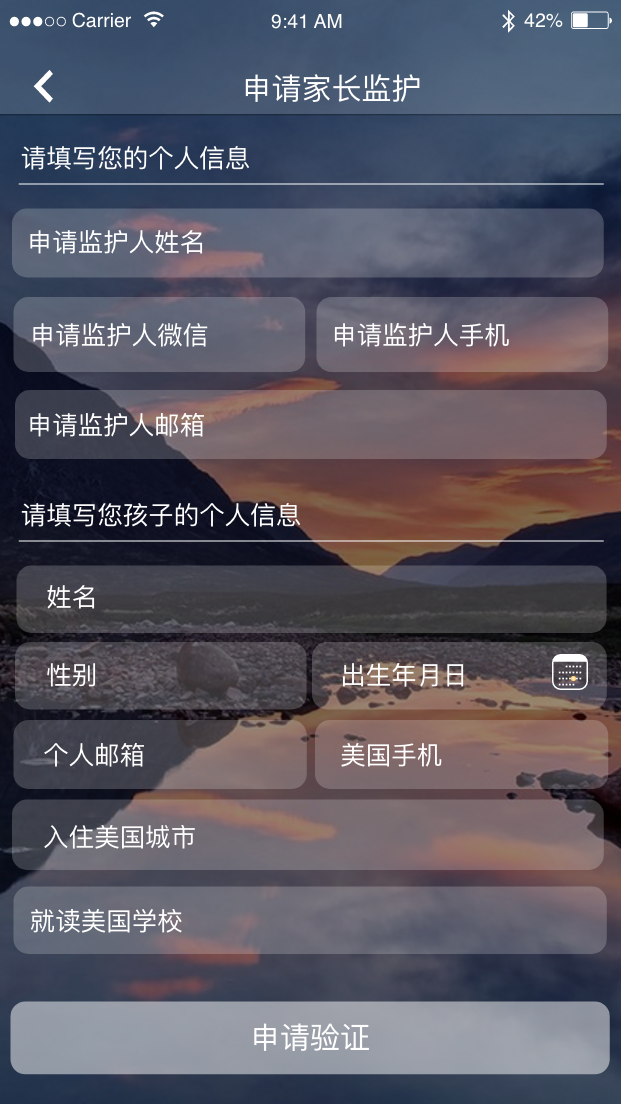 Carrier 9:41 AM 42%
申请家长监护
请填写您的个人信息
申请监护人姓名
申请监护人微信 申请监护人手机
申请监护人邮箱
请填写您孩子的个人信息
姓名
性别 出生年月日
个人邮箱 美国手机
入住美国城市
就读美国学校
申请验证